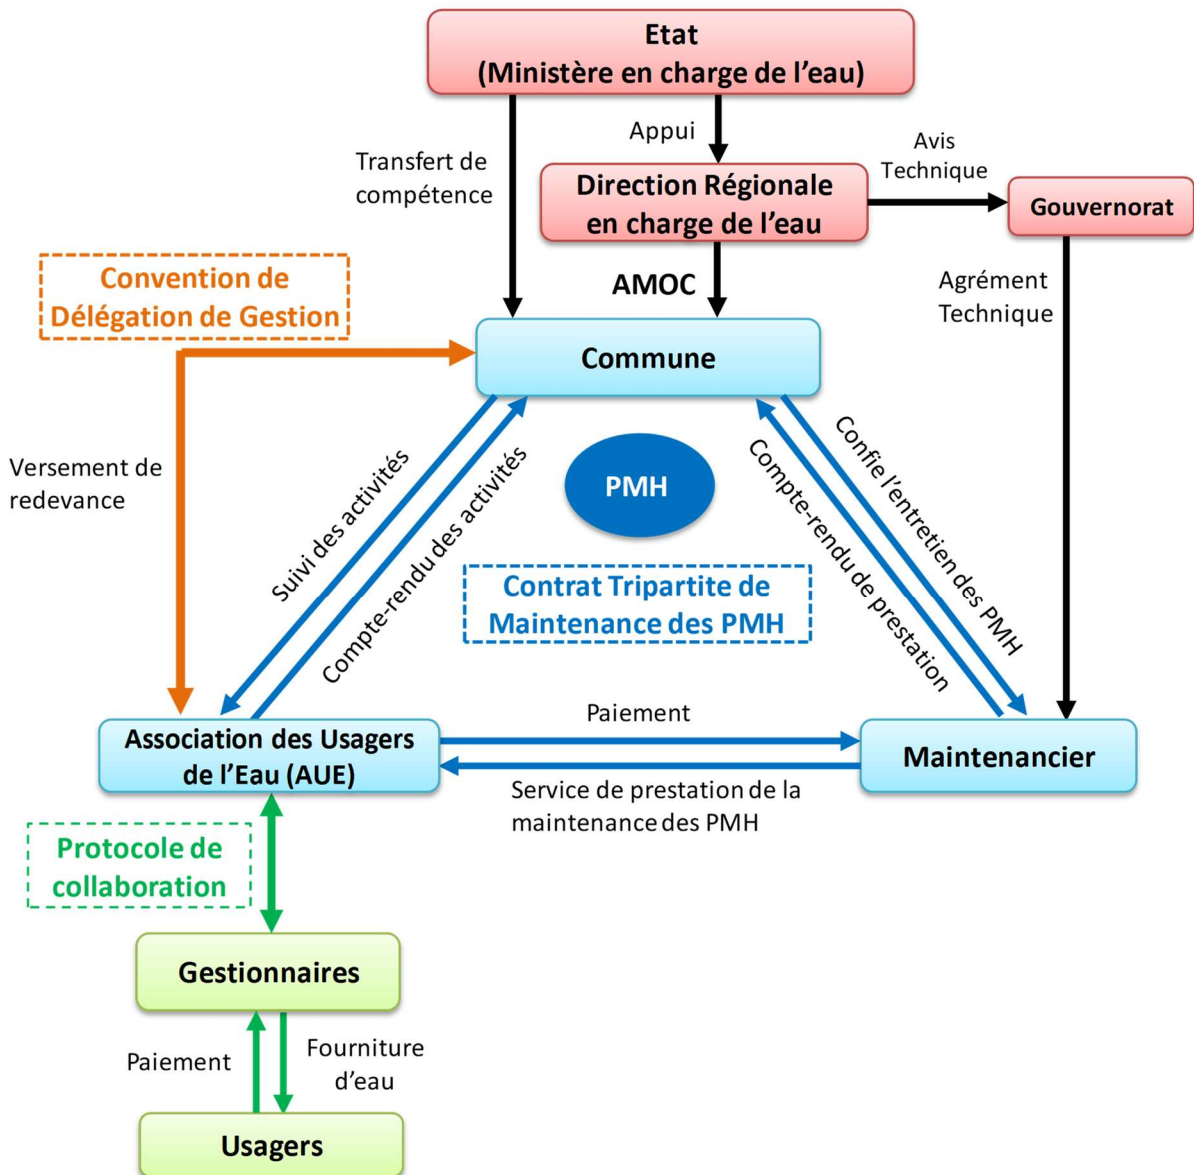 Etat
(Ministère en charge de l’eau)
Appui
Avis
Technique
Transfert de
compétence
Direction Régionale
en charge de l’eau
Gouvernorat
AMOC
Agrément
Technique
Convention de
Délégation de Gestion
Commune
Versement de
redevance
Suivi des activités
Compte-rendu des activités
PMH
Confie l’entretien des PMH
Compte-rendu de prestation
Contrat Tripartite de
Maintenance des PMH
Association des Usagers
de l’Eau (AUE)
Paiement
Maintenancier
Service de prestation de la
maintenance des PMH
Protocole de
collaboration
Gestionnaires
Paiement
Fourniture
d’eau
Usagers